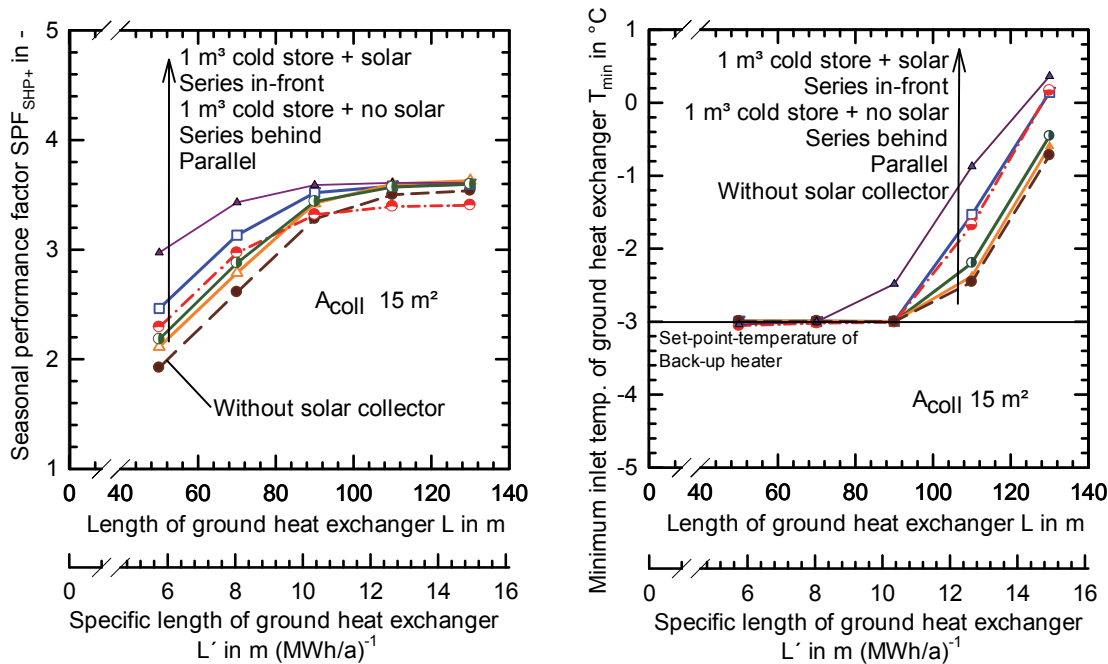 Seasonal performance factor SPF_SHP+ in -
5
4
3
2
1
1 m³ cold store + solar
Series in-front
1 m³ cold store + no solar
Series behind
Parallel
A_coll 15 m²
Without solar collector
0 40 60 80 100 120 140
Length of ground heat exchanger L in m
0 6 8 10 12 14 16
Specific length of ground heat exchanger
L´ in m (MWh/a)⁻¹
Minimum inlet temp. of ground heat exchanger T_min in °C
0
-1
-2
-3
-4
-5
1 m³ cold store + solar
Series in-front
1 m³ cold store + no solar
Series behind
Parallel
Without solar collector
Set-point-temperature of
Back-up heater
A_coll 15 m²
0 40 60 80 100 120 140
Length of ground heat exchanger L in m
0 6 8 10 12 14 16
Specific length of ground heat exchanger
L´ in m (MWh/a)⁻¹